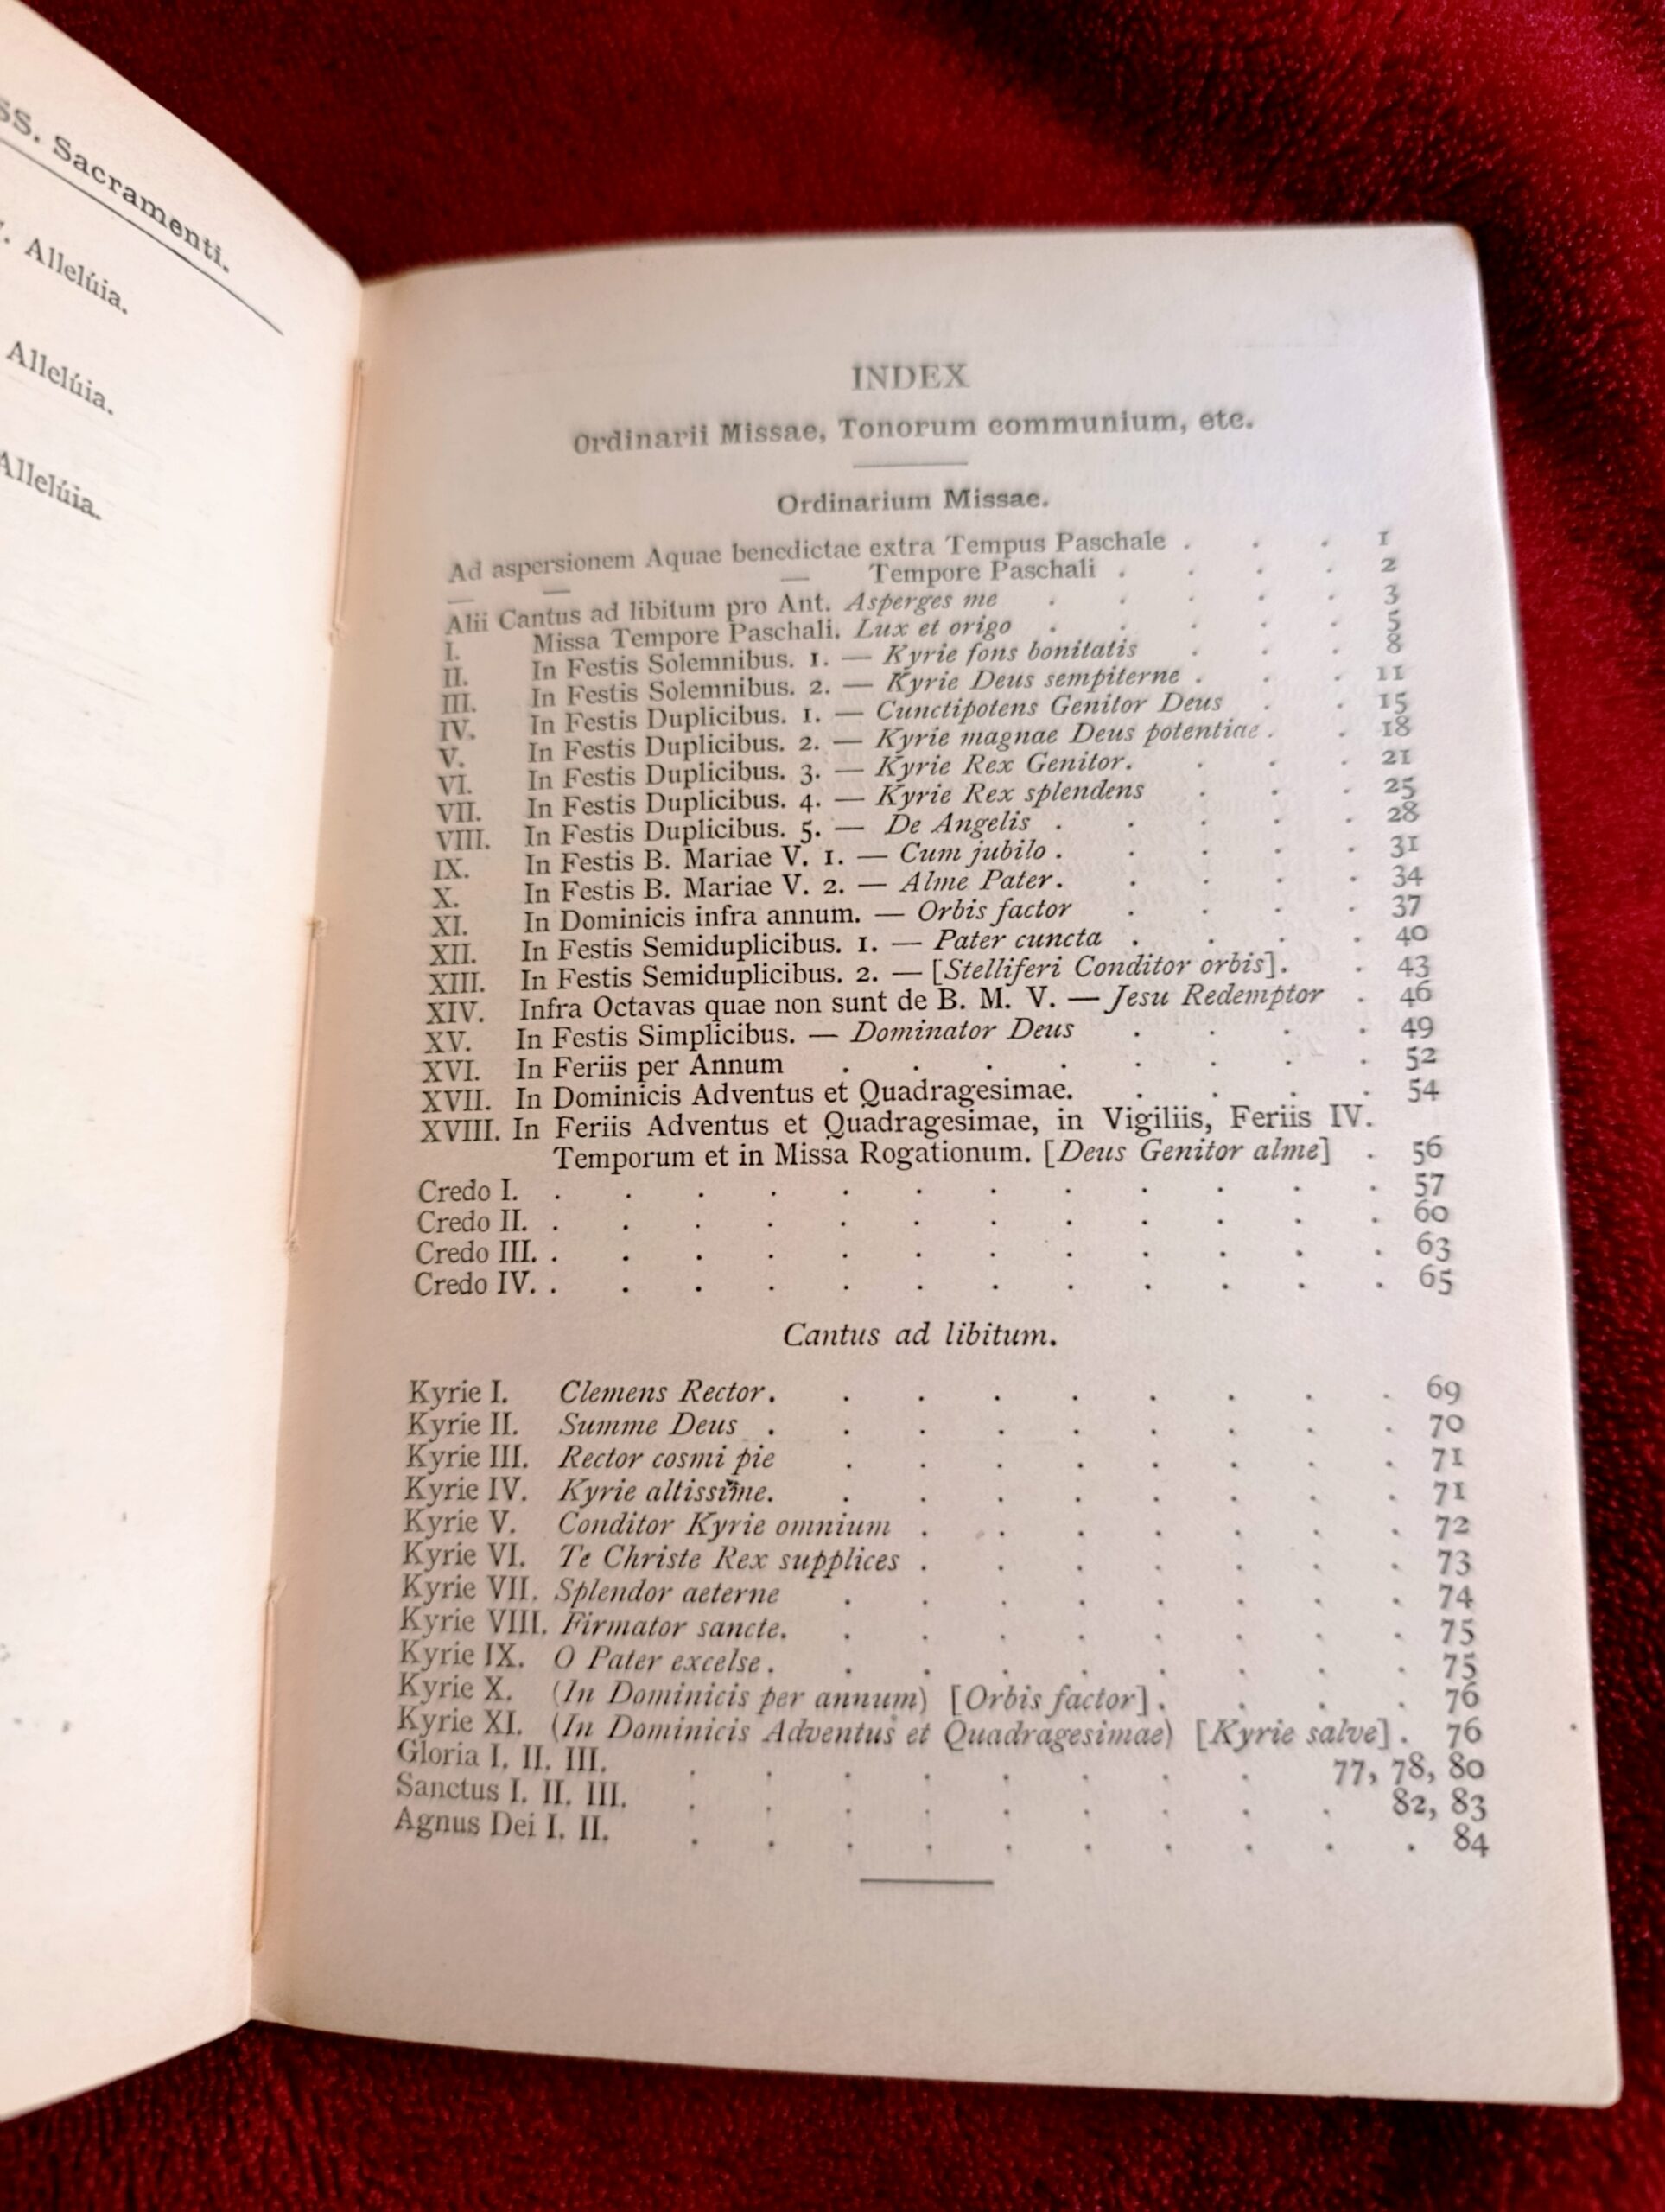 SS. Sacramenti.
Allelúia.
Allelúia.
Allelúia.
INDEX
Ordinarii Missae, Tonorum communium, etc.
Ordinarium Missae.
Ad aspersionem Aquae benedictae extra Tempus Paschale . . . 1
— — — Tempore Paschali . . . . 2
Alii Cantus ad libitum pro Ant. Asperges me . . . . . 3
I. Missa Tempore Paschali. Lux et origo . . . . . 5
II. In Festis Solemnibus. 1. — Kyrie fons bonitatis . . . 8
III. In Festis Solemnibus. 2. — Kyrie Deus sempiterne . . . 11
IV. In Festis Duplicibus. 1. — Cunctipotens Genitor Deus . . 15
V. In Festis Duplicibus. 2. — Kyrie magnae Deus potentiae . . 18
VI. In Festis Duplicibus. 3. — Kyrie Rex Genitor. . . . 21
VII. In Festis Duplicibus. 4. — Kyrie Rex splendens . . . 25
VIII. In Festis Duplicibus. 5. — De Angelis . . . . . 28
IX. In Festis B. Mariae V. 1. — Cum jubilo . . . . . 31
X. In Festis B. Mariae V. 2. — Alme Pater. . . . . 34
XI. In Dominicis infra annum. — Orbis factor . . . . 37
XII. In Festis Semiduplicibus. 1. — Pater cuncta . . . . 40
XIII. In Festis Semiduplicibus. 2. — [Stelliferi Conditor orbis]. . 43
XIV. Infra Octavas quae non sunt de B. M. V. — Jesu Redemptor . 46
XV. In Festis Simplicibus. — Dominator Deus . . . . 49
XVI. In Feriis per Annum . . . . . . . . 52
XVII. In Dominicis Adventus et Quadragesimae. . . . . 54
XVIII. In Feriis Adventus et Quadragesimae, in Vigiliis, Feriis IV.
Temporum et in Missa Rogationum. [Deus Genitor alme] . 56
Credo I. . . . . . . . . . . . . 57
Credo II. . . . . . . . . . . . . 60
Credo III. . . . . . . . . . . . . 63
Credo IV. . . . . . . . . . . . . 65
Cantus ad libitum.
Kyrie I. Clemens Rector. . . . . . . . . 69
Kyrie II. Summe Deus . . . . . . . . . 70
Kyrie III. Rector cosmi pie . . . . . . . . 71
Kyrie IV. Kyrie altissime. . . . . . . . . 71
Kyrie V. Conditor Kyrie omnium . . . . . . . 72
Kyrie VI. Te Christe Rex supplices . . . . . . . 73
Kyrie VII. Splendor aeterne . . . . . . . . 74
Kyrie VIII. Firmator sancte. . . . . . . . . 75
Kyrie IX. O Pater excelse . . . . . . . . . 75
Kyrie X. (In Dominicis per annum) [Orbis factor] . . . . 76
Kyrie XI. (In Dominicis Adventus et Quadragesimae) [Kyrie salve] . 76
Gloria I. II. III. . . . . . . . . 77, 78, 80
Sanctus I. II. III. . . . . . . . . . 82, 83
Agnus Dei I. II. . . . . . . . . . . 84